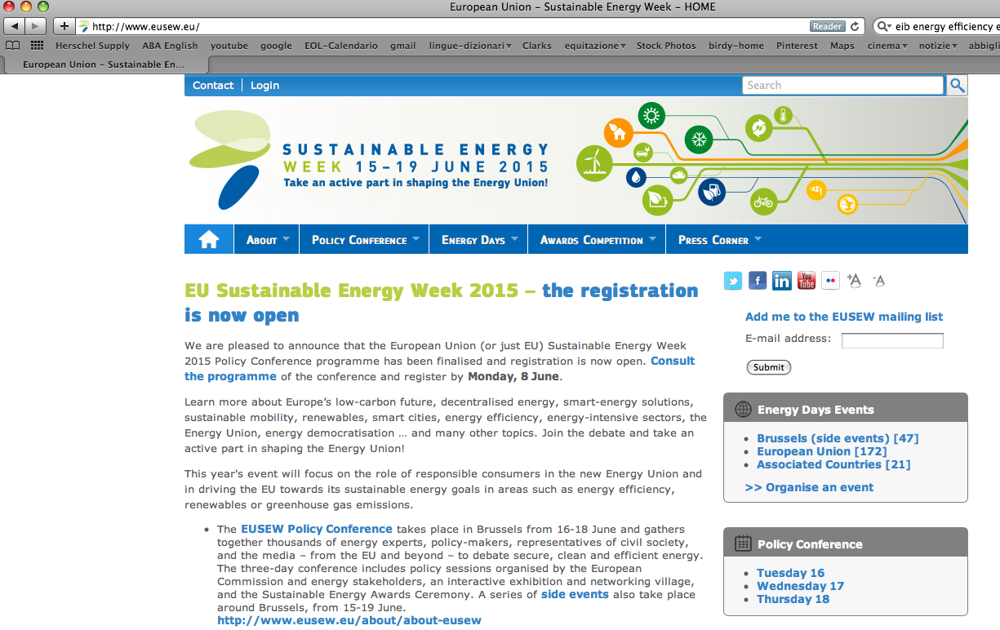 European Union – Sustainable Energy Week – HOME
http://www.eusew.eu/
Reader
eib energy efficiency e
Herschel Supply ABA English youtube google EOL-Calendario gmail lingue-dizionari Clarks equitazione Stock Photos birdy-home Pinterest Maps cinema notizie abbigli
European Union – Sustainable En...
Contact Login
Search
SUSTAINABLE ENERGY
WEEK 15–19 JUNE 2015
Take an active part in shaping the Energy Union!
About Policy Conference Energy Days Awards Competition Press Corner
EU Sustainable Energy Week 2015 – the registration
is now open
We are pleased to announce that the European Union (or just EU) Sustainable Energy Week
2015 Policy Conference programme has been finalised and registration is now open. Consult
the programme of the conference and register by Monday, 8 June.
Learn more about Europe’s low-carbon future, decentralised energy, smart-energy solutions,
sustainable mobility, renewables, smart cities, energy efficiency, energy-intensive sectors, the
Energy Union, energy democratisation … and many other topics. Join the debate and take an
active part in shaping the Energy Union!
This year's event will focus on the role of responsible consumers in the new Energy Union and
in driving the EU towards its sustainable energy goals in areas such as energy efficiency,
renewables or greenhouse gas emissions.
The EUSEW Policy Conference takes place in Brussels from 16-18 June and gathers
together thousands of energy experts, policy-makers, representatives of civil society,
and the media – from the EU and beyond – to debate secure, clean and efficient energy.
The three-day conference includes policy sessions organised by the European
Commission and energy stakeholders, an interactive exhibition and networking village,
and the Sustainable Energy Awards Ceremony. A series of side events also take place
around Brussels, from 15-19 June.
http://www.eusew.eu/about/about-eusew
f in You Tube +A -A
Add me to the EUSEW mailing list
E-mail address:
Submit
Energy Days Events
Brussels (side events) [47]
European Union [172]
Associated Countries [21]
>> Organise an event
Policy Conference
Tuesday 16
Wednesday 17
Thursday 18